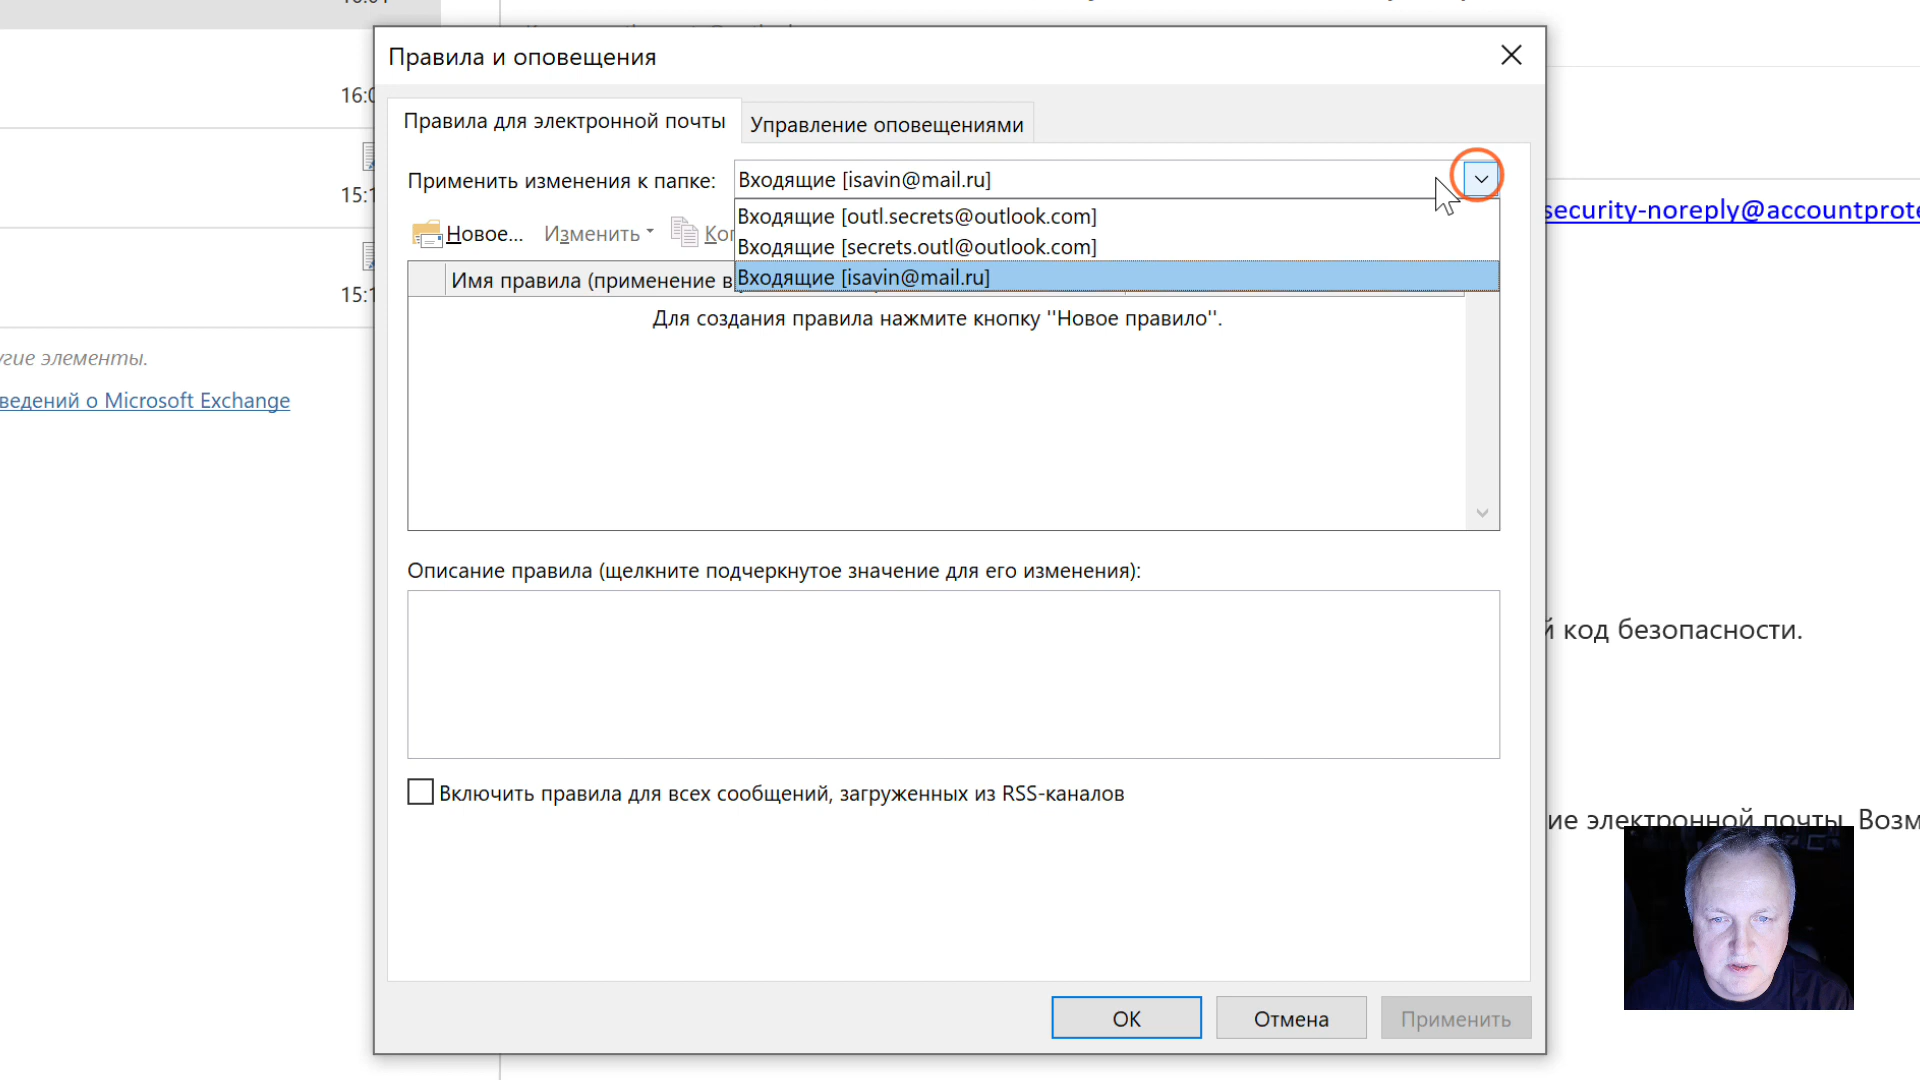 Правила и оповещения
16:0
Правила для электронной почты
Управление оповещениями
Применить изменения к папке:
Входящие [isavin@mail.ru]
15:1
Входящие [outl.secrets@outlook.com]
security-noreply@accountprote
Новое...
Изменить
Коп
Входящие [secrets.outl@outlook.com]
Имя правила (применение в
Входящие [isavin@mail.ru]
15:1
Для создания правила нажмите кнопку "Новое правило".
угие элементы.
ведений о Microsoft Exchange
Описание правила (щелкните подчеркнутое значение для его изменения):
й код безопасности.
Включить правила для всех сообщений, загруженных из RSS-каналов
ие электронной почты. Возм
ОК
Отмена
Применить